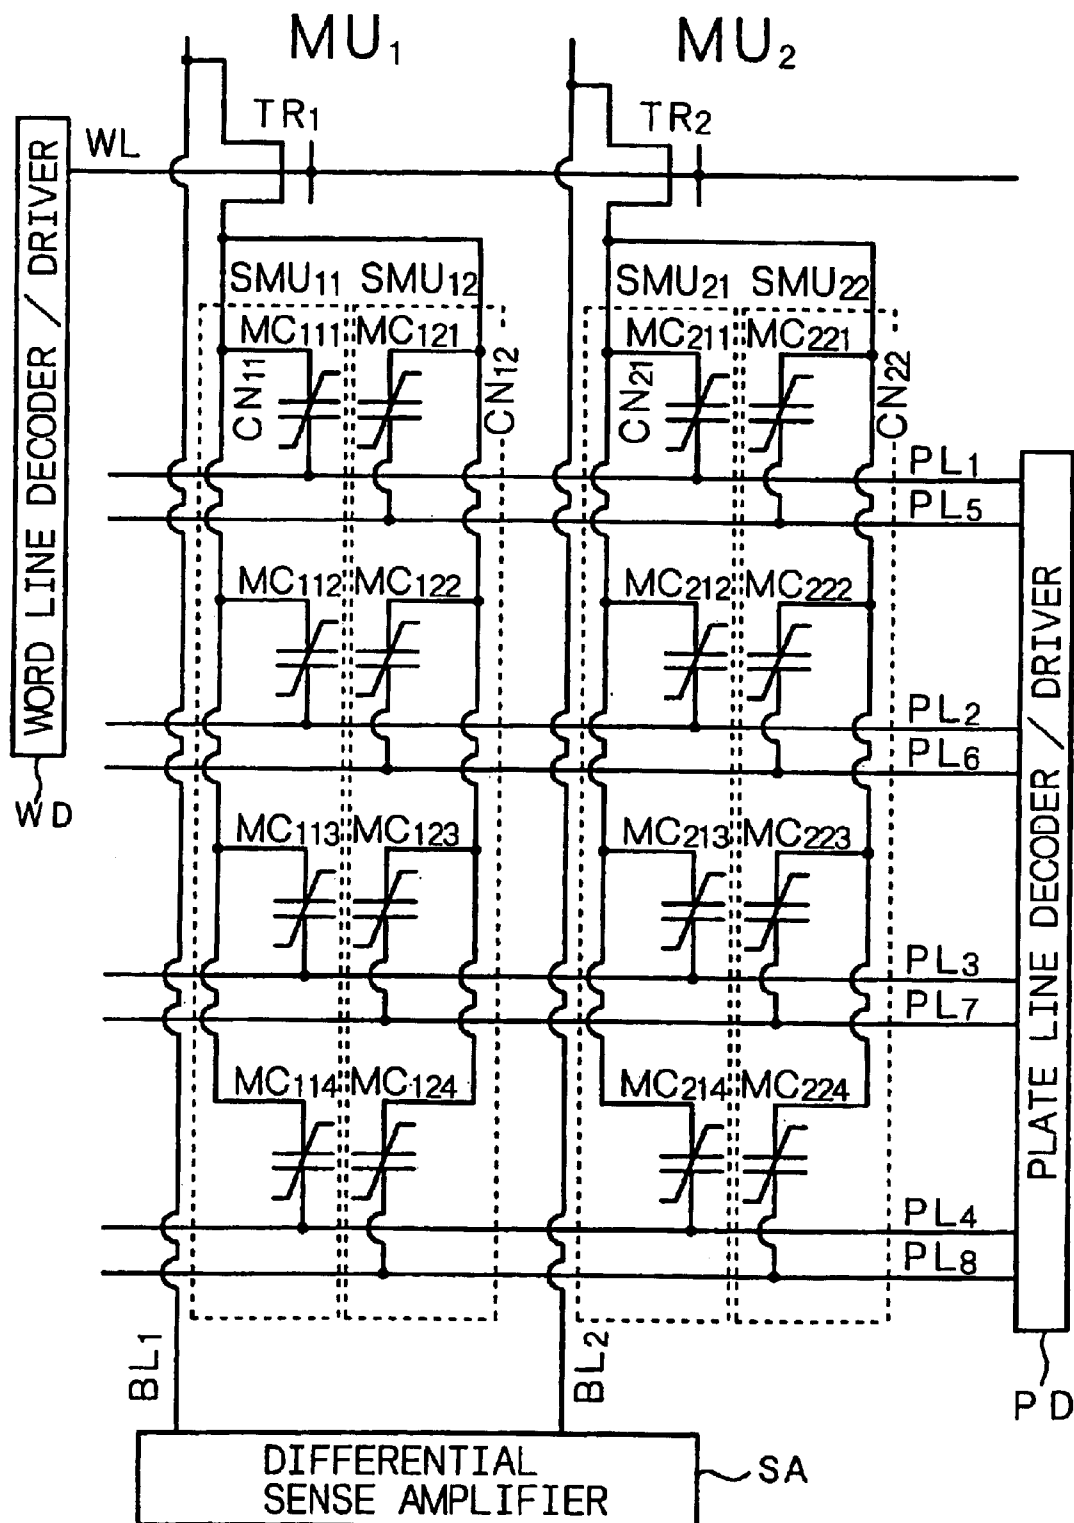 MU1 MU2
TR1 TR2
WL
WORD LINE DECODER / DRIVER
WD
SMU11 SMU12 SMU21 SMU22
MC111 MC121 MC211 MC221
CN11 CN12 CN21 CN22
PL1
PL5
MC112 MC122 MC212 MC222
PL2
PL6
MC113 MC123 MC213 MC223
PL3
PL7
MC114 MC124 MC214 MC224
PL4
PL8
PLATE LINE DECODER / DRIVER
PD
BL1 BL2
DIFFERENTIAL
SENSE AMPLIFIER
SA